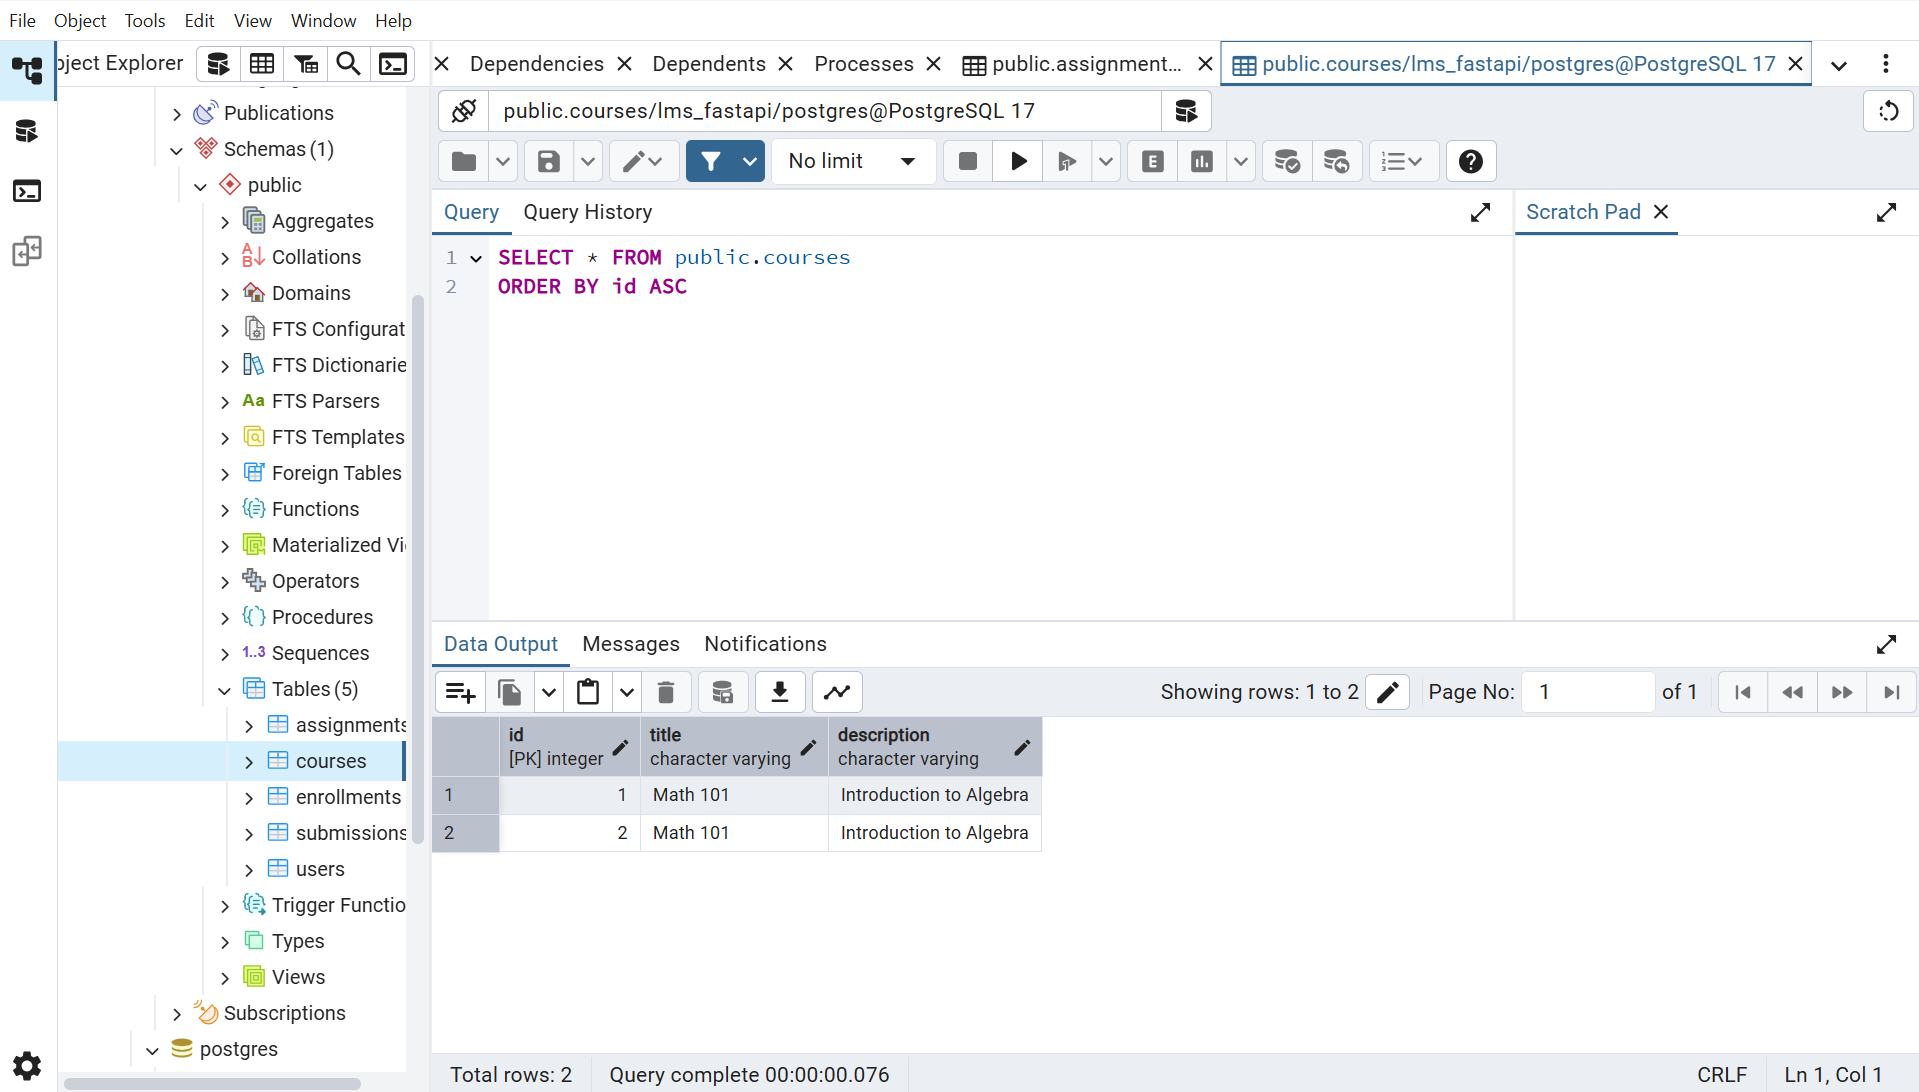 File Object Tools Edit View Window Help
bject Explorer
Dependencies Dependents Processes public.assignment... public.courses/lms_fastapi/postgres@PostgreSQL 17
public.courses/lms_fastapi/postgres@PostgreSQL 17
No limit
E
Publications
Schemas (1)
public
Aggregates
Collations
Domains
FTS Configurat
FTS Dictionarie
Aa FTS Parsers
FTS Templates
Foreign Tables
Functions
Materialized Vi
Operators
Procedures
1..3 Sequences
Tables (5)
assignments
courses
enrollments
submissions
users
Trigger Functio
Types
Views
Subscriptions
postgres
Query Query History
Scratch Pad
1 SELECT * FROM public.courses
2 ORDER BY id ASC
Data Output Messages Notifications
Showing rows: 1 to 2 Page No: 1 of 1
id title description
[PK] integer character varying character varying
1 1 Math 101 Introduction to Algebra
2 2 Math 101 Introduction to Algebra
Total rows: 2 Query complete 00:00:00.076 CRLF Ln 1, Col 1